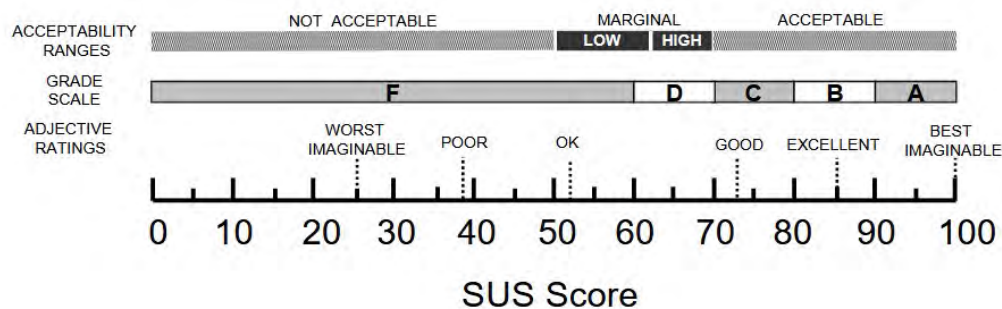 NOT ACCEPTABLE
MARGINAL
ACCEPTABLE
ACCEPTABILITY
RANGES
LOW
HIGH
GRADE
SCALE
F
D
C
B
A
ADJECTIVE
RATINGS
WORST
IMAGINABLE
POOR
OK
GOOD
EXCELLENT
BEST
IMAGINABLE
0 10 20 30 40 50 60 70 80 90 100
SUS Score